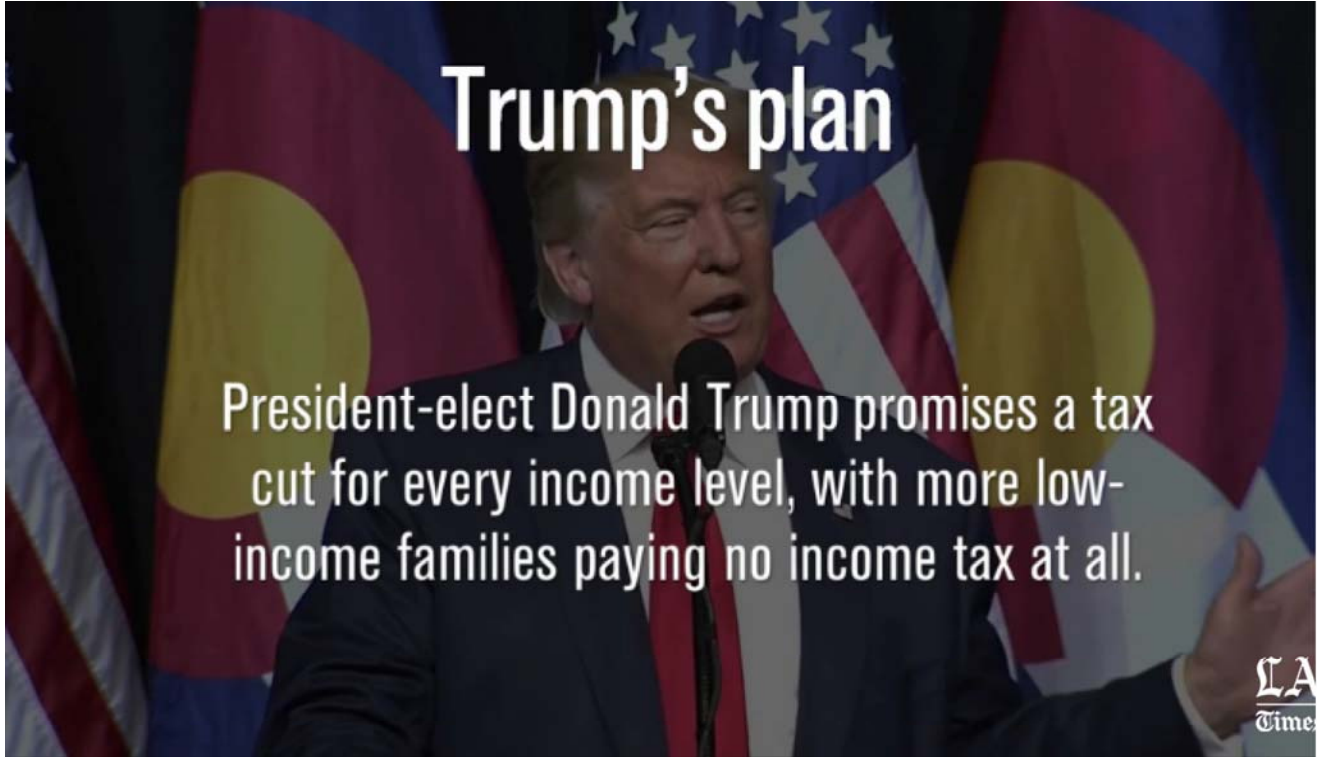 Trump's plan
President-elect Donald Trump promises a tax
cut for every income level, with more low-
income families paying no income tax at all.
LA
Times